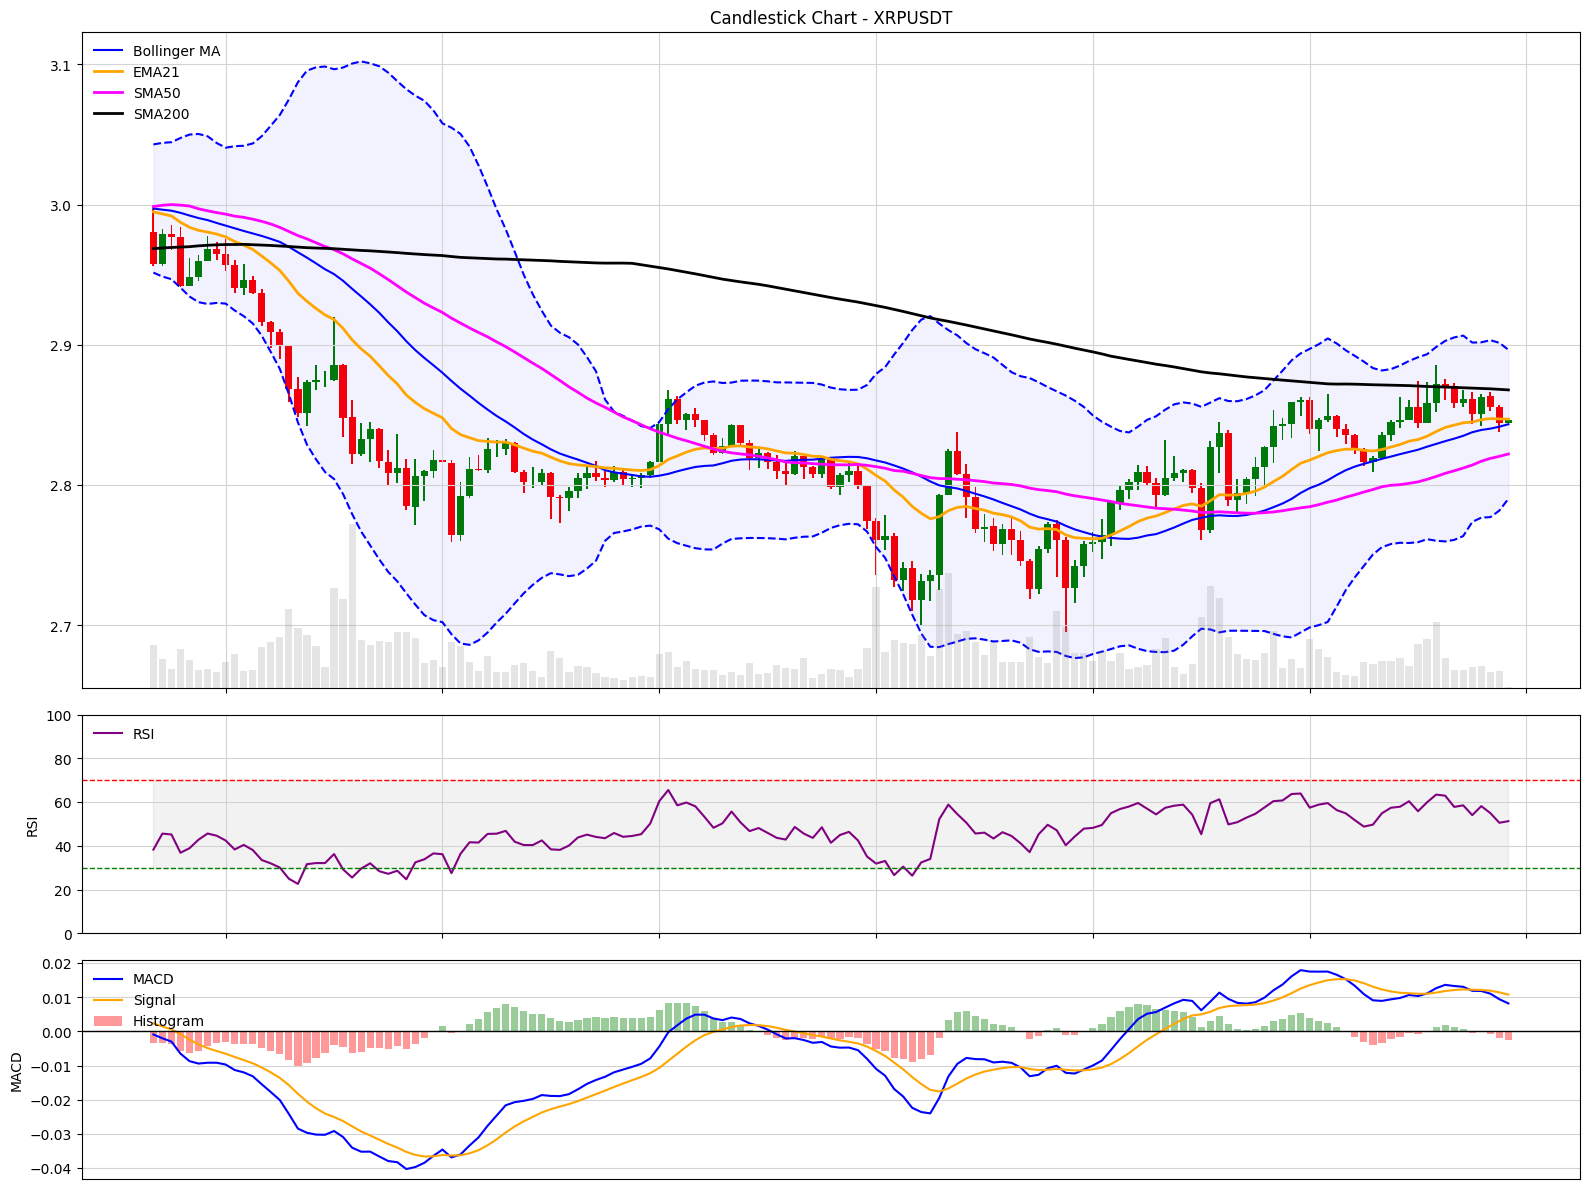 Candlestick Chart - XRPUSDT
Bollinger MA
EMA21
SMA50
SMA200
3.1
3.0
2.9
2.8
2.7
RSI
RSI
100
80
60
40
20
0
MACD
Signal
Histogram
MACD
0.02
0.01
0.00
−0.01
−0.02
−0.03
−0.04